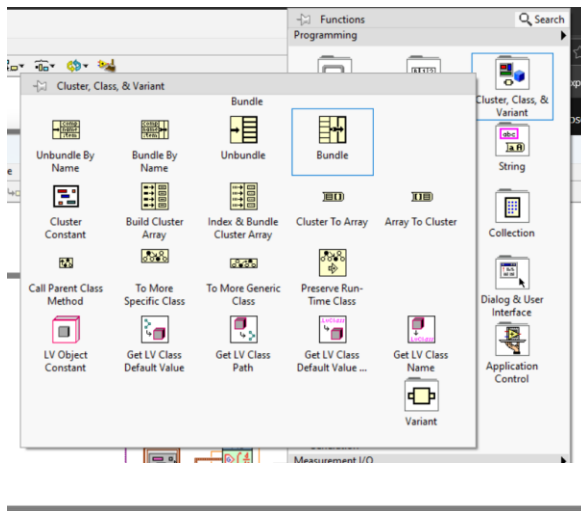 Functions
Search
Programming
Cluster, Class, & Variant
Bundle
Unbundle By
Name
Bundle By
Name
Unbundle
Bundle
Cluster
Constant
Build Cluster
Array
Index & Bundle
Cluster Array
Cluster To Array
Array To Cluster
Call Parent Class
Method
To More
Specific Class
To More Generic
Class
Preserve Run-
Time Class
LV Object
Constant
Get LV Class
Default Value
Get LV Class
Path
Get LV Class
Default Value ...
Get LV Class
Name
Variant
Cluster, Class, &
Variant
abc
String
Collection
Dialog & User
Interface
Application
Control
Measurement I/O